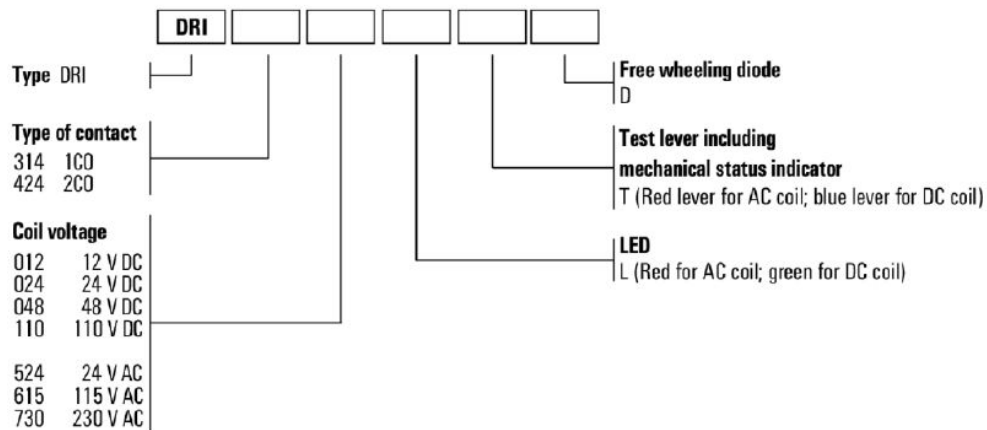 DRI
Type DRI
Type of contact
314 1CO
424 2CO
Coil voltage
012 12 V DC
024 24 V DC
048 48 V DC
110 110 V DC
524 24 V AC
615 115 V AC
730 230 V AC
Free wheeling diode
D
Test lever including
mechanical status indicator
T (Red lever for AC coil; blue lever for DC coil)
LED
L (Red for AC coil; green for DC coil)